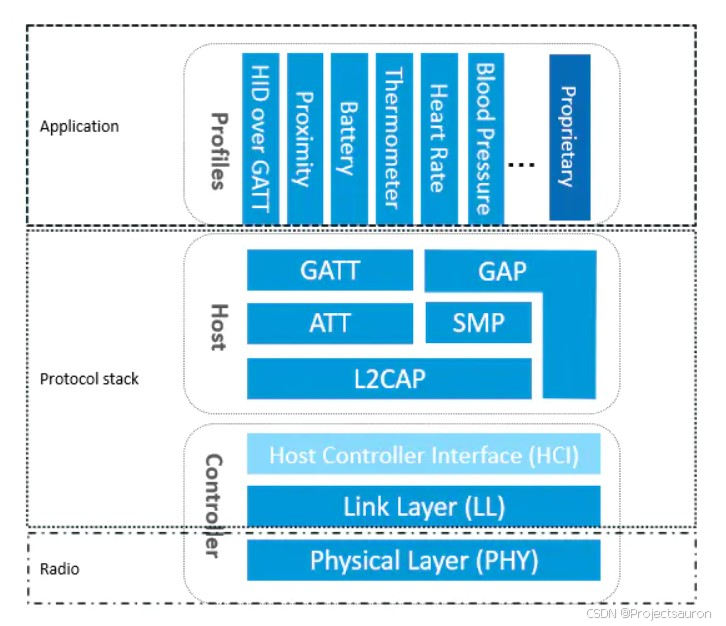 Application
Profiles
HID over GATT
Proximity
Battery
Thermometer
Heart Rate
Blood Pressure
...
Proprietary
Protocol stack
Host
GATT
GAP
ATT
SMP
L2CAP
Controller
Host Controller Interface (HCI)
Link Layer (LL)
Radio
Physical Layer (PHY)
CSDN @Projectsauron